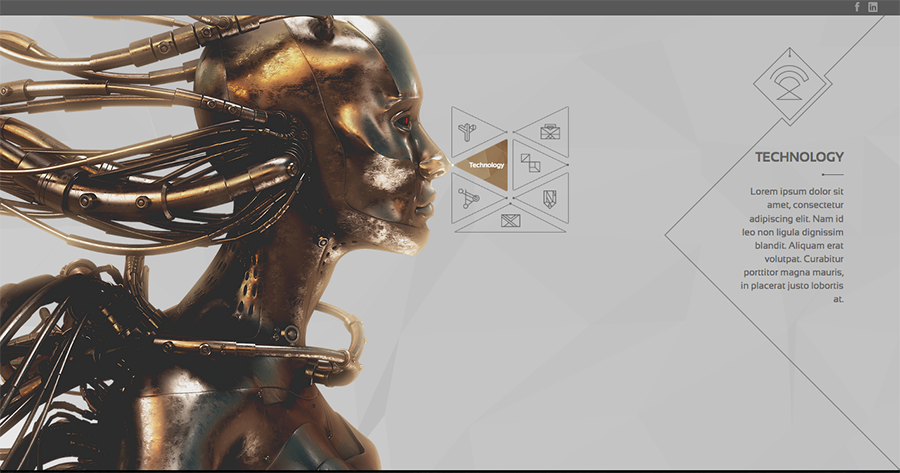 Technology
TECHNOLOGY
Lorem ipsum dolor sit
amet, consectetur
adipiscing elit. Nam id
leo non ligula dignissim
blandit. Aliquam erat
volutpat. Curabitur
porttitor magna mauris,
in placerat justo lobortis
at.